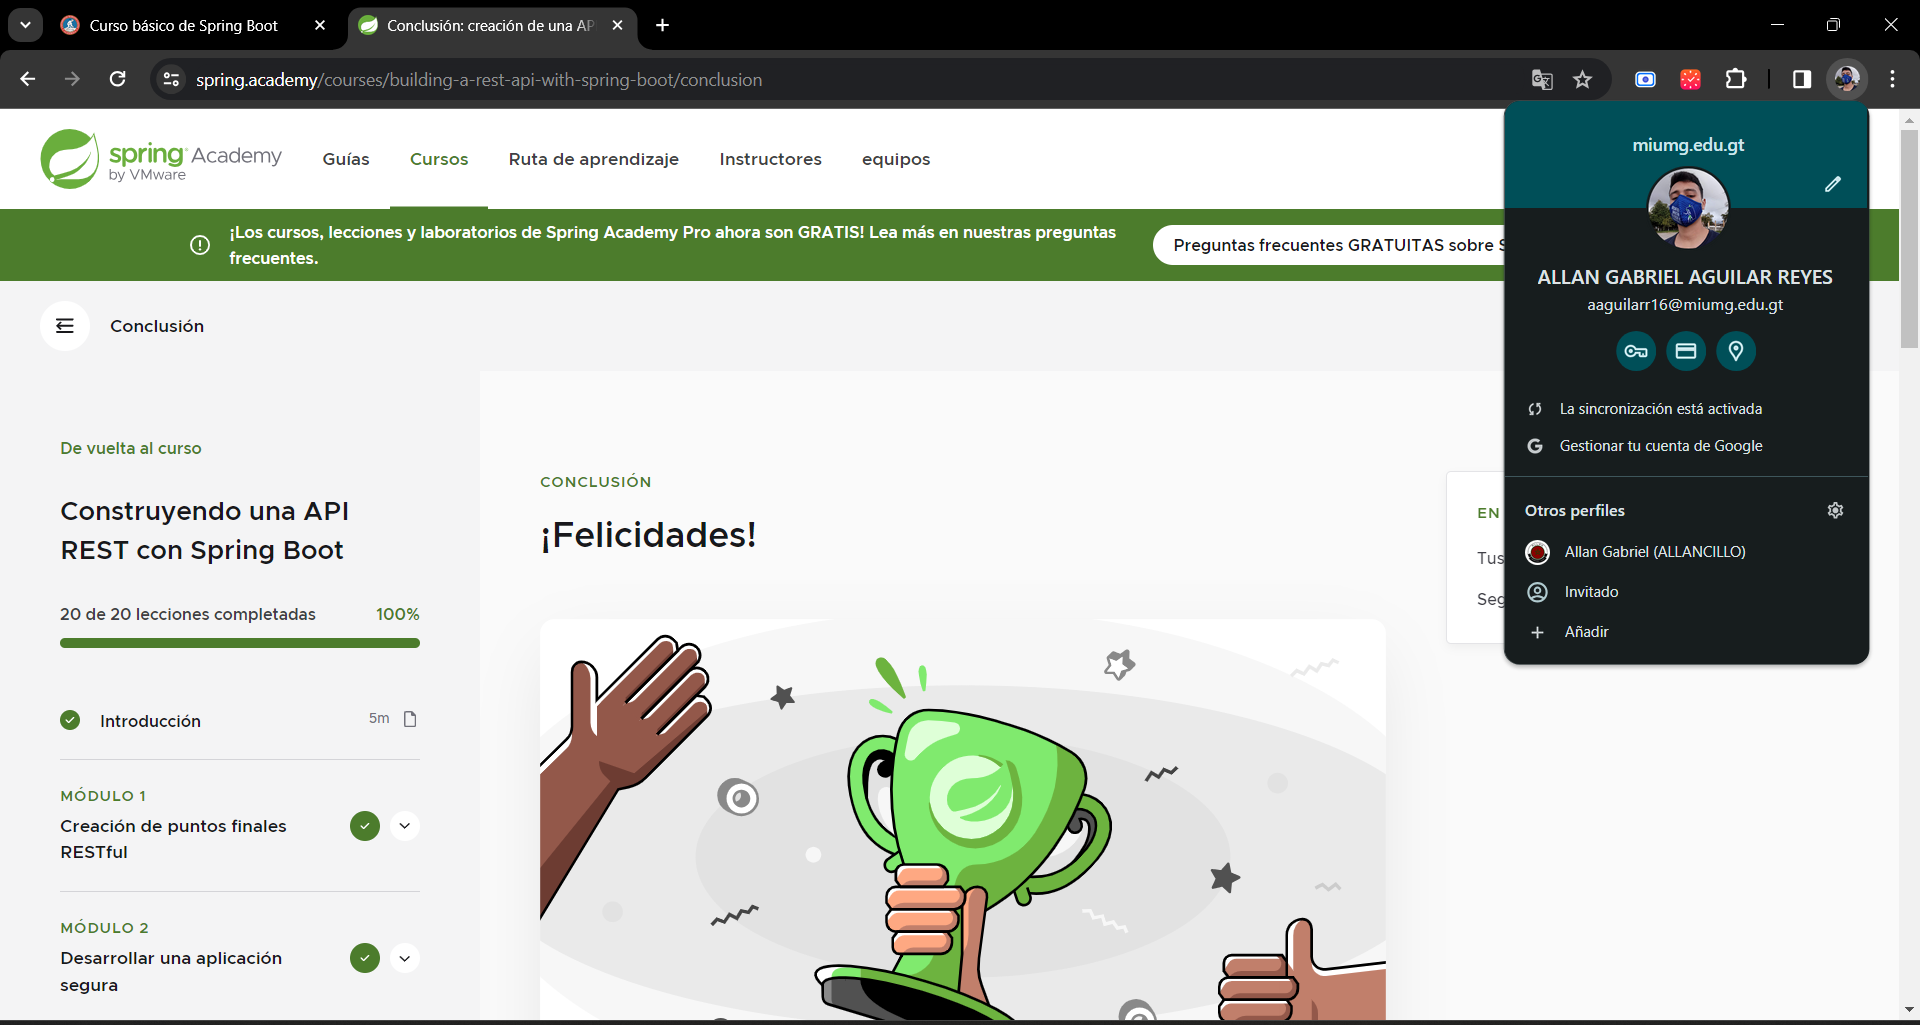 Curso básico de Spring Boot
Conclusión: creación de una AP
spring.academy/courses/building-a-rest-api-with-spring-boot/conclusion
spring Academy
by VMware
Guías
Cursos
Ruta de aprendizaje
Instructores
equipos
¡Los cursos, lecciones y laboratorios de Spring Academy Pro ahora son GRATIS! Lea más en nuestras preguntas
frecuentes.
Preguntas frecuentes GRATUITAS sobre S
Conclusión
De vuelta al curso
Construyendo una API
REST con Spring Boot
20 de 20 lecciones completadas 100%
Introducción 5m
MÓDULO 1
Creación de puntos finales
RESTful
MÓDULO 2
Desarrollar una aplicación
segura
CONCLUSIÓN
¡Felicidades!
EN
Tus
Seg
miumg.edu.gt
ALLAN GABRIEL AGUILAR REYES
aaguilarr16@miumg.edu.gt
La sincronización está activada
G Gestionar tu cuenta de Google
Otros perfiles
Allan Gabriel (ALLANCILLO)
Invitado
Añadir